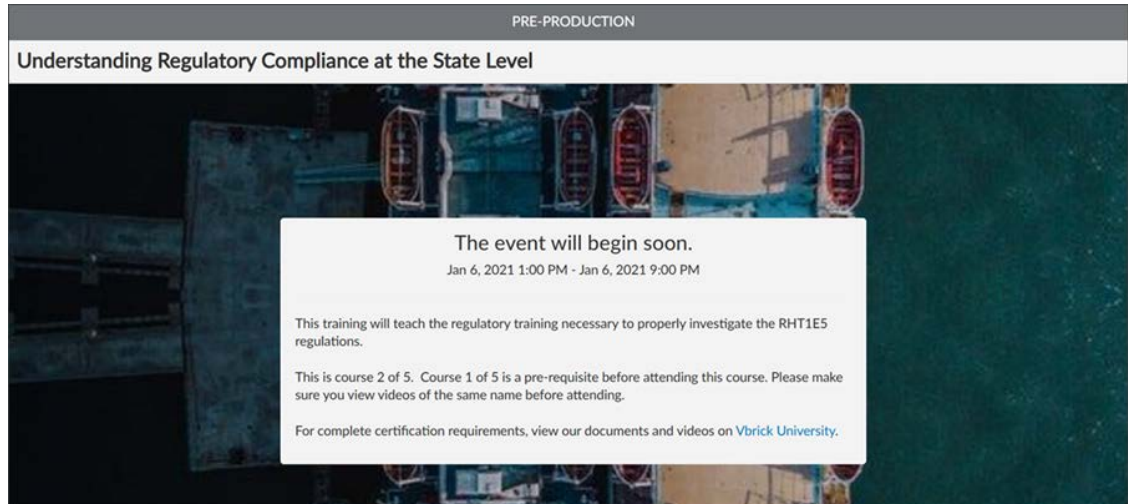 PRE-PRODUCTION
Understanding Regulatory Compliance at the State Level
The event will begin soon.
Jan 6, 2021 1:00 PM - Jan 6, 2021 9:00 PM
This training will teach the regulatory training necessary to properly investigate the RHT1E5
regulations.
This is course 2 of 5.  Course 1 of 5 is a pre-requisite before attending this course. Please make
sure you view videos of the same name before attending.
For complete certification requirements, view our documents and videos on Vbrick University.